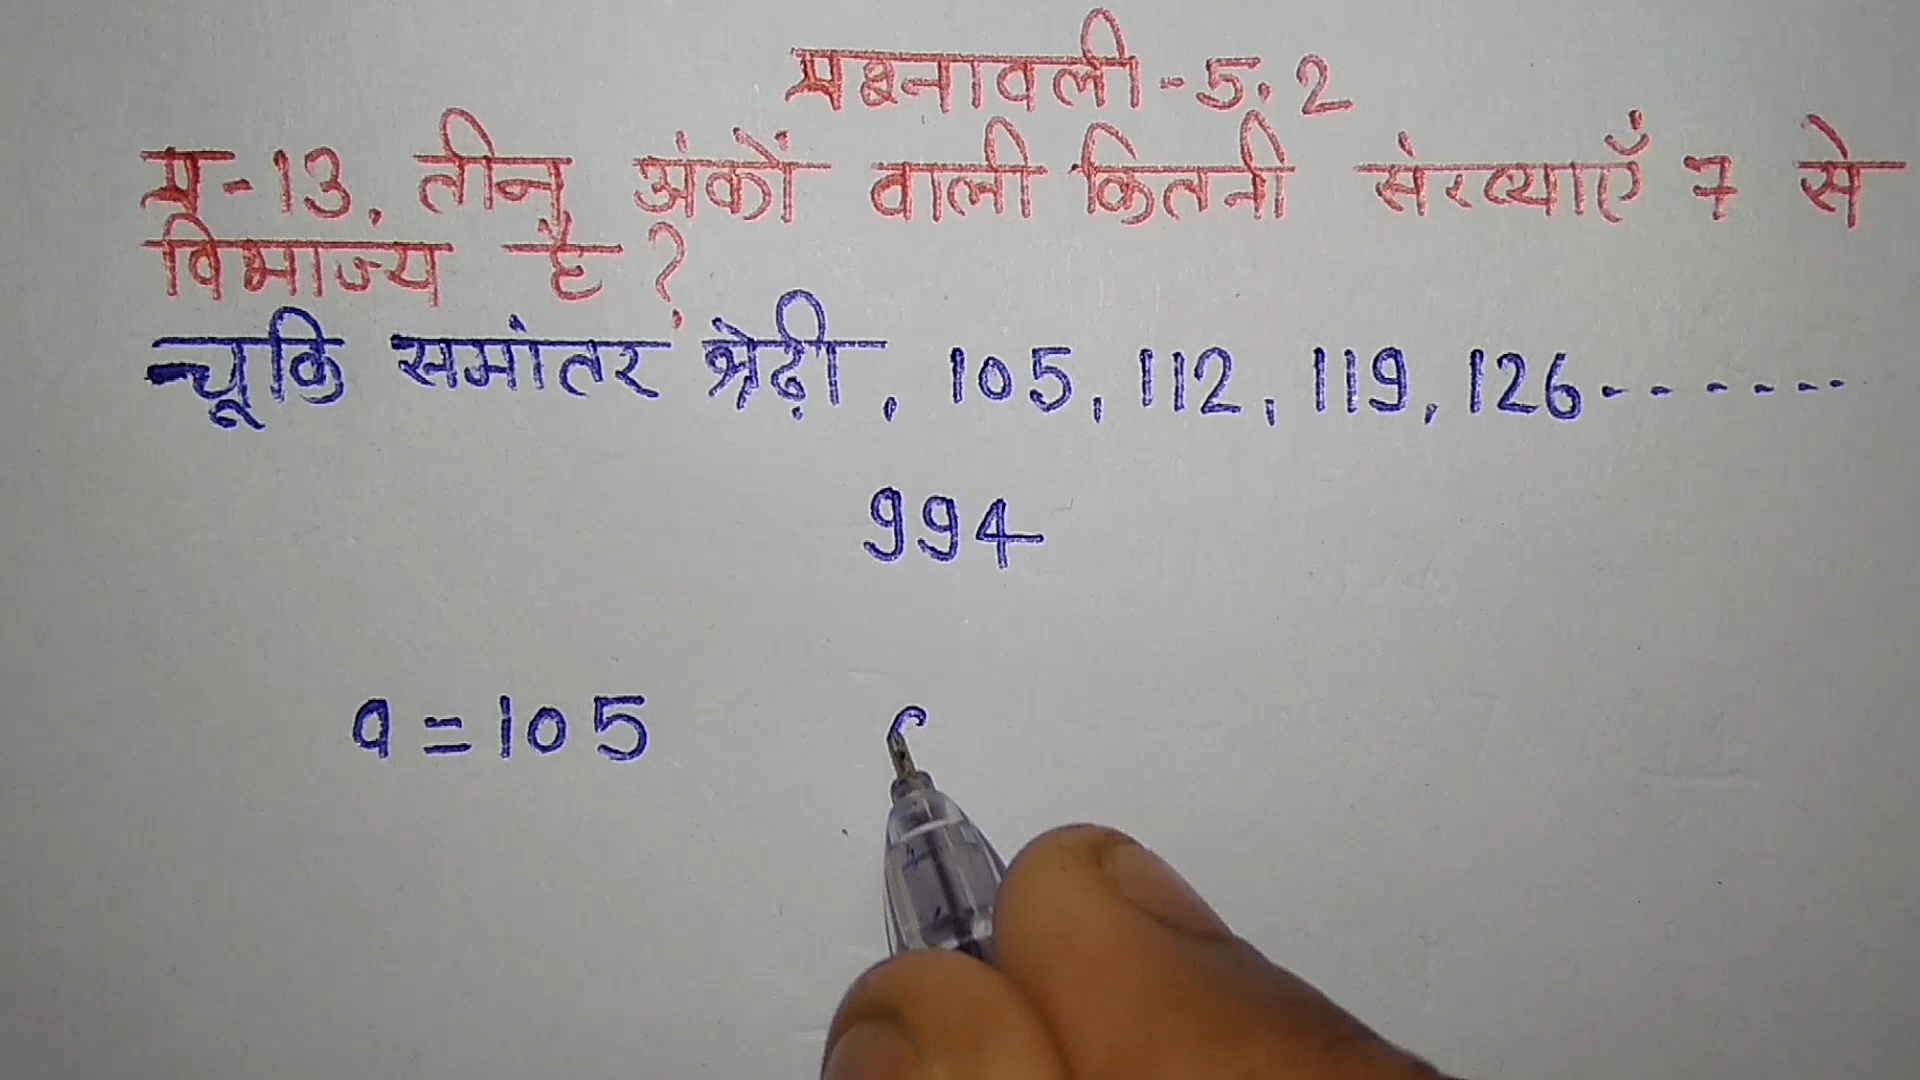 प्रश्नावली-5.2
प्र-13. तीन अंकों वाली कितनी संख्याएँ 7 से
विभाज्य है?
चूकि समांतर श्रेढ़ी, 105, 112, 119, 126.......
994
a=105